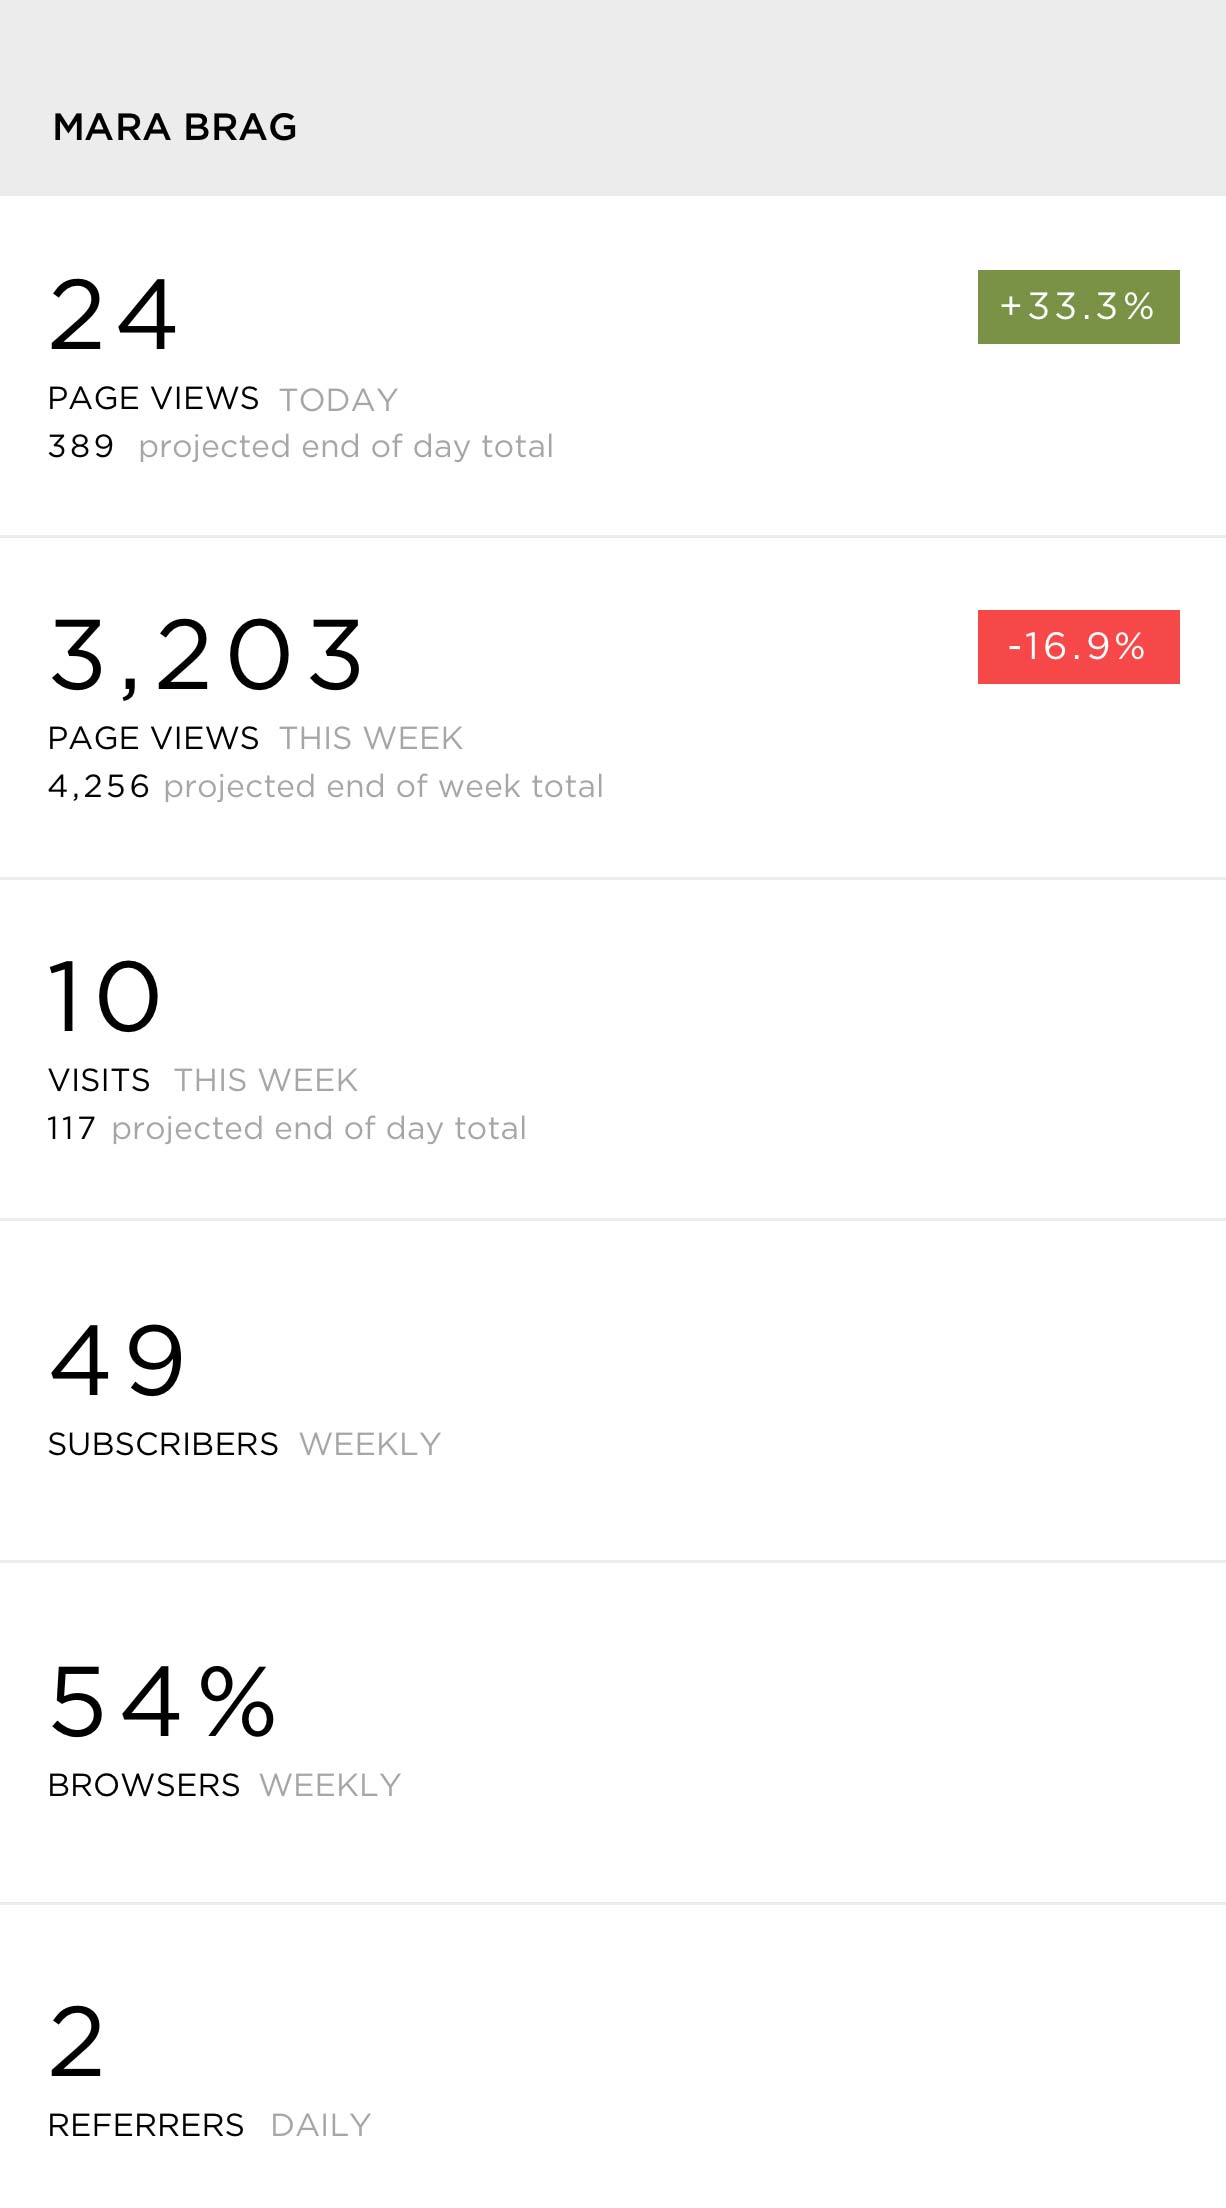 MARA BRAG
24
+33.3%
PAGE VIEWS TODAY
389 projected end of day total
3,203
-16.9%
PAGE VIEWS THIS WEEK
4,256 projected end of week total
10
VISITS THIS WEEK
117 projected end of day total
49
SUBSCRIBERS WEEKLY
54%
BROWSERS WEEKLY
2
REFERRERS DAILY